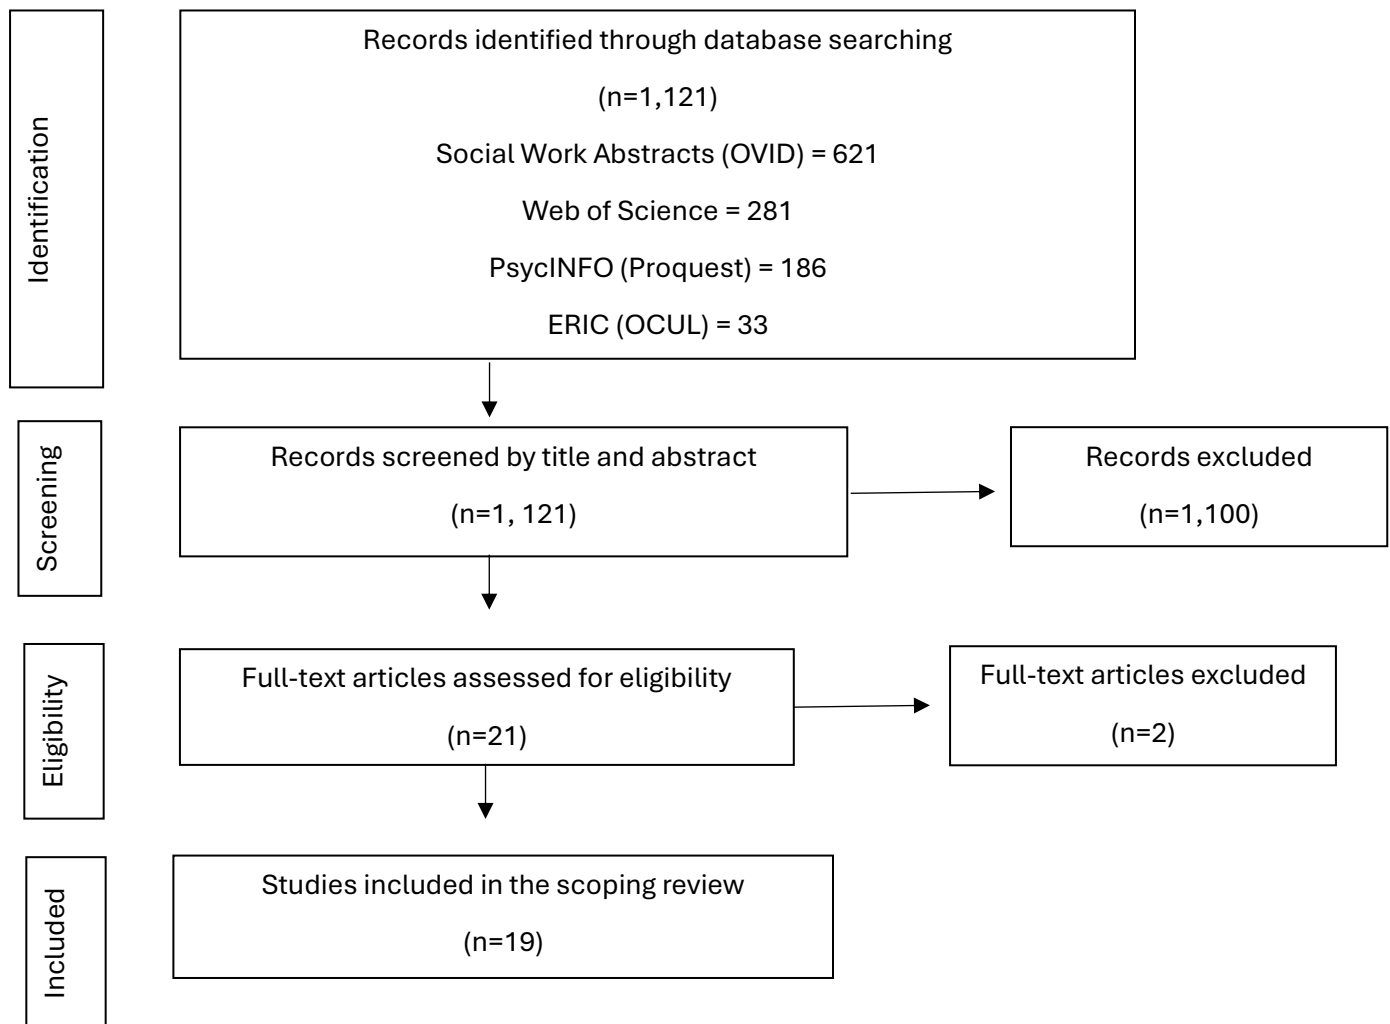 Identification
Records identified through database searching
(n=1,121)
Social Work Abstracts (OVID) = 621
Web of Science = 281
PsycINFO (Proquest) = 186
ERIC (OCUL) = 33
Screening
Records screened by title and abstract
(n=1, 121)
Records excluded
(n=1,100)
Eligibility
Full-text articles assessed for eligibility
(n=21)
Full-text articles excluded
(n=2)
Included
Studies included in the scoping review
(n=19)